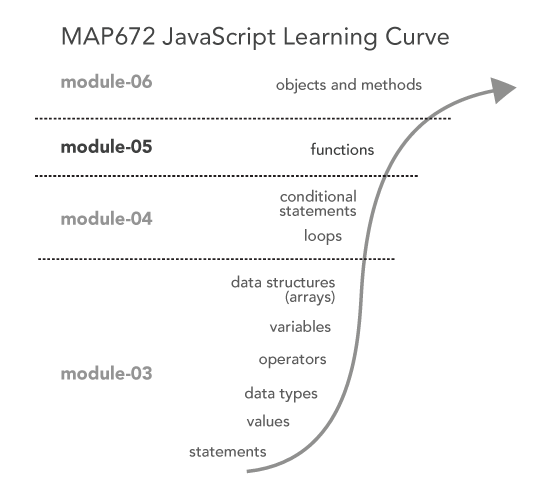 MAP672 JavaScript Learning Curve
module-06
objects and methods
module-05
functions
module-04
conditional
statements
loops
data structures
(arrays)
variables
operators
module-03
data types
values
statements